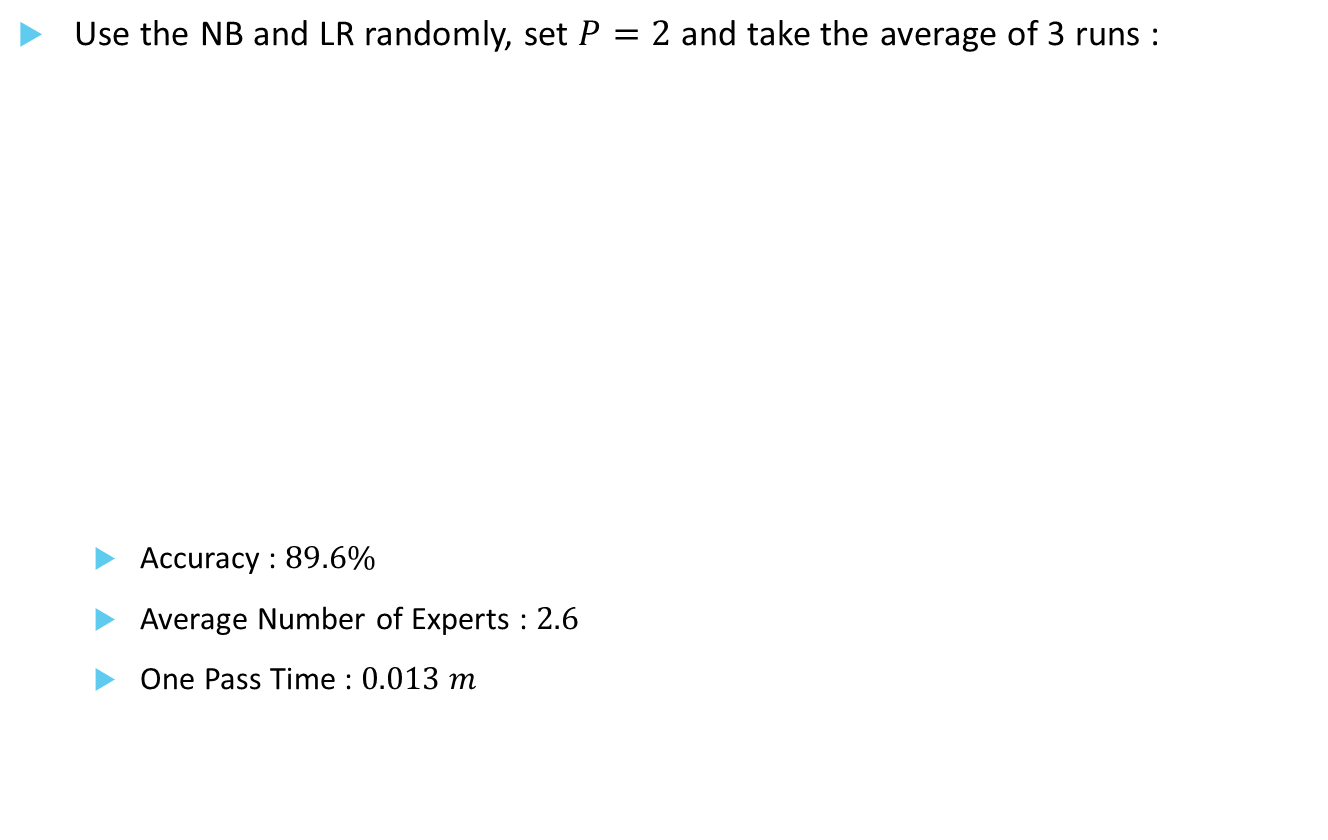 Use the NB and LR randomly, set P = 2 and take the average of 3 runs :
Accuracy : 89.6%
Average Number of Experts : 2.6
One Pass Time : 0.013 m